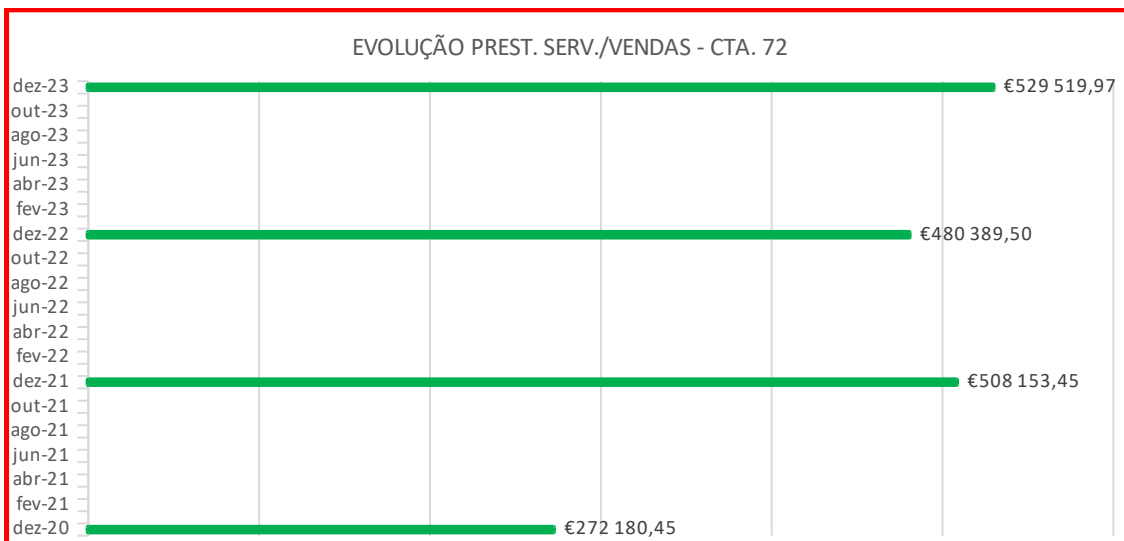 EVOLUÇÃO PREST. SERV./VENDAS - CTA. 72
dez-23 €529 519,97
out-23
ago-23
jun-23
abr-23
fev-23
dez-22 €480 389,50
out-22
ago-22
jun-22
abr-22
fev-22
dez-21 €508 153,45
out-21
ago-21
jun-21
abr-21
fev-21
dez-20 €272 180,45